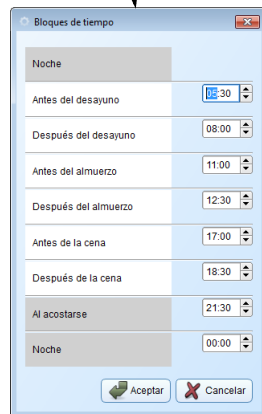 Bloques de tiempo
Noche
Antes del desayuno 05:30
Después del desayuno 08:00
Antes del almuerzo 11:00
Después del almuerzo 12:30
Antes de la cena 17:00
Después de la cena 18:30
Al acostarse 21:30
Noche 00:00
Aceptar Cancelar